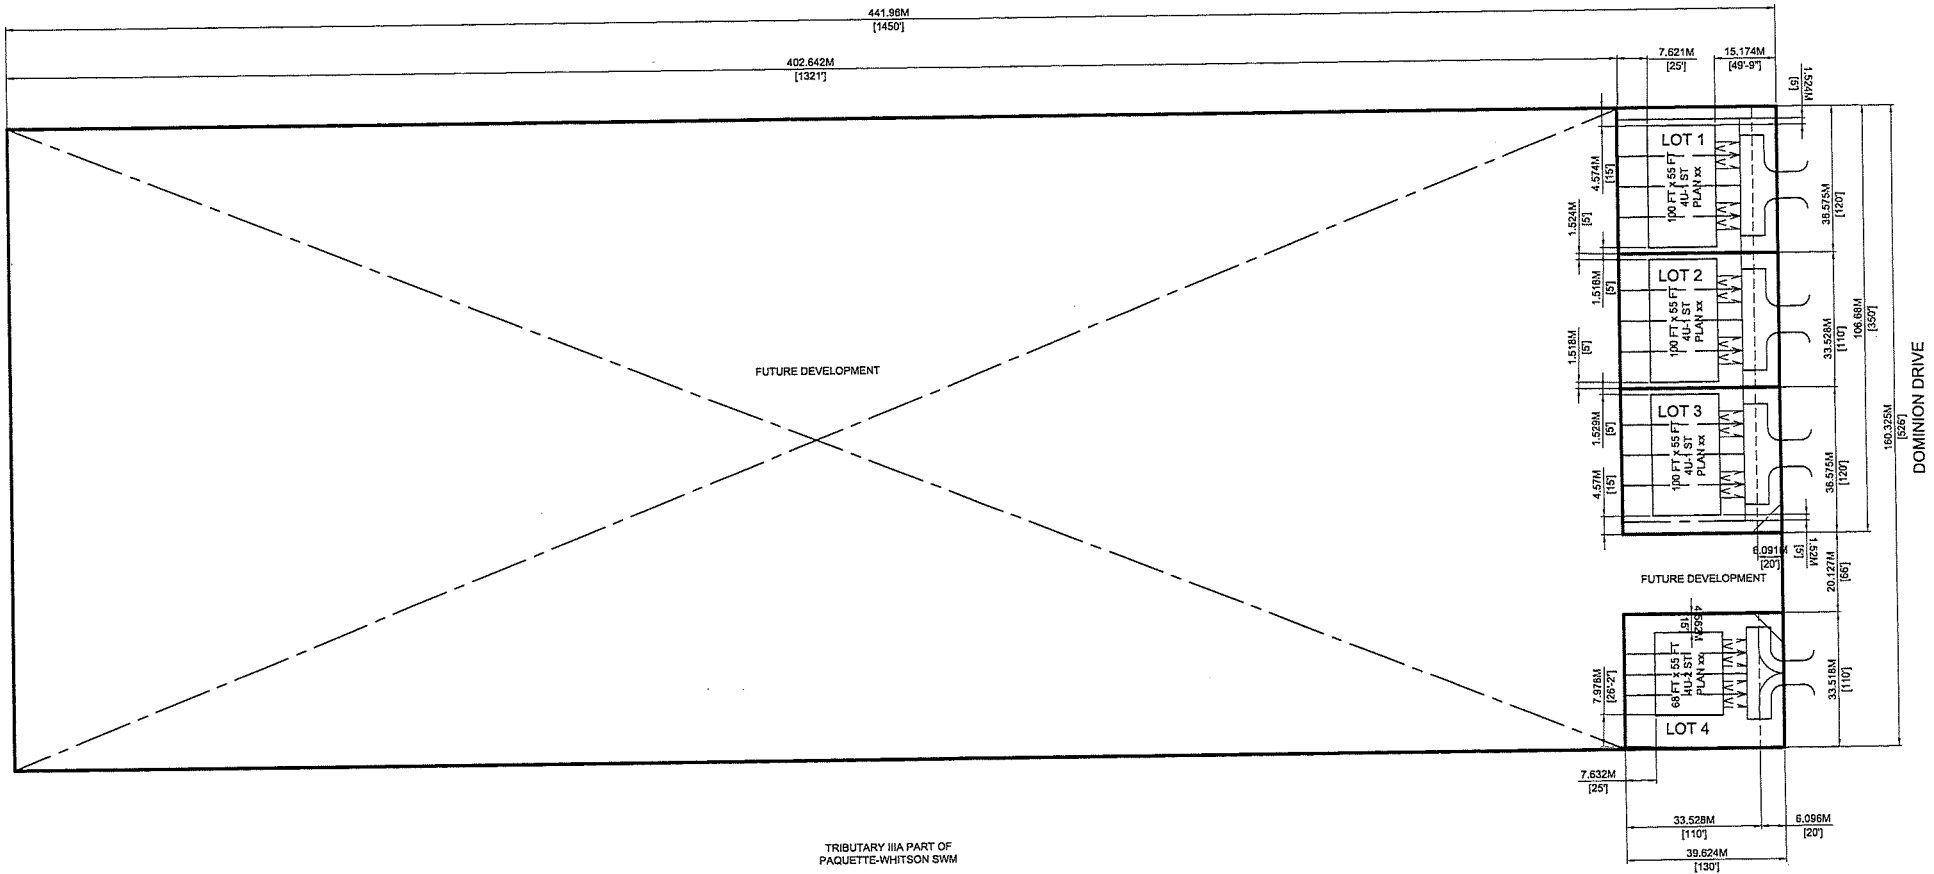 441.96M
[1450']
402.642M
[1321']
7.621M
[25']
15.174M
[49'-9"]
1.524M
[5']
LOT 1
100 FT x 55 FT
4U-1 ST
PLAN xx
4.574M
[15']
1.524M
[5']
36.575M
[120']
LOT 2
100 FT x 55 FT
4U-1 ST
PLAN xx
1.518M
[5']
1.518M
[5']
33.528M
[110']
106.68M
[350']
160.325M
[526']
DOMINION DRIVE
FUTURE DEVELOPMENT
LOT 3
100 FT x 55 FT
4U-1 ST
PLAN xx
1.529M
[5']
4.57M
[15']
36.575M
[120']
6.091M
[20']
1.52M
[5']
20.127M
[66']
FUTURE DEVELOPMENT
4.562M
15'
68 FT x 55 FT
4U-2 ST
PLAN xx
7.978M
[26'-2"]
33.518M
[110']
LOT 4
7.632M
[25']
33.528M
[110']
6.096M
[20']
39.624M
[130']
TRIBUTARY IIIA PART OF
PAQUETTE-WHITSON SWM